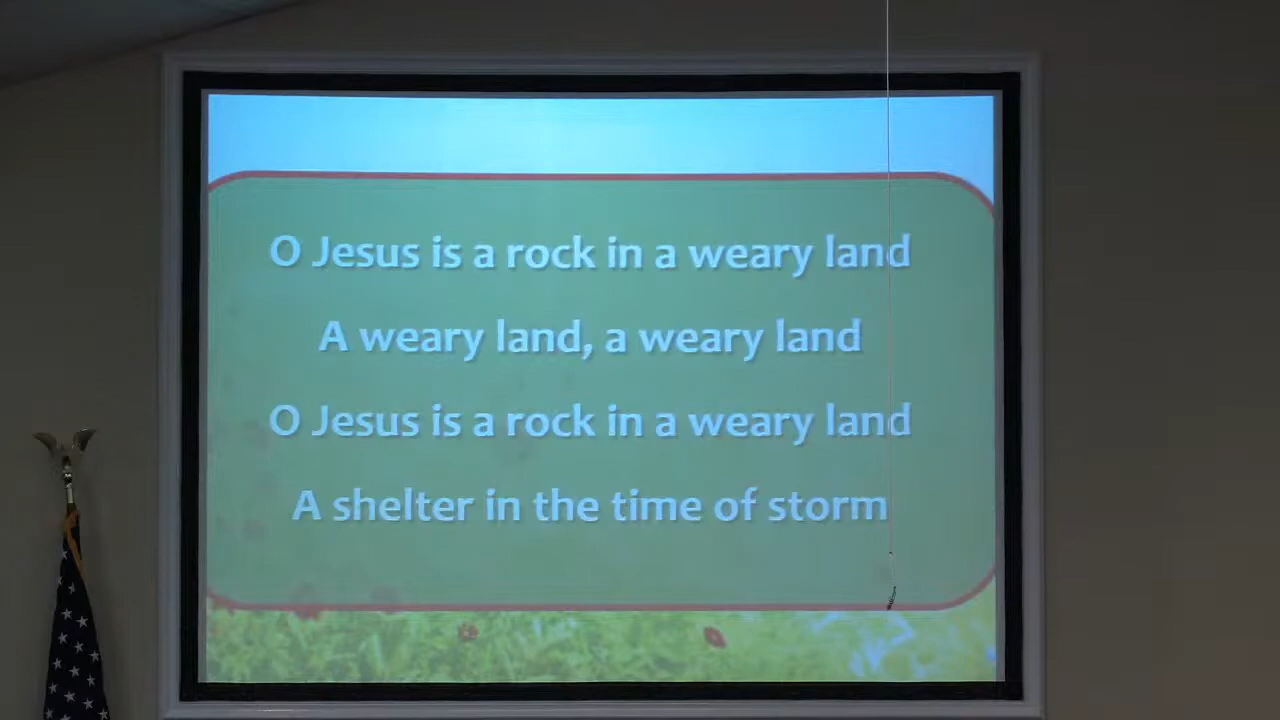 O Jesus is a rock in a weary land
A weary land, a weary land
O Jesus is a rock in a weary land
A shelter in the time of storm